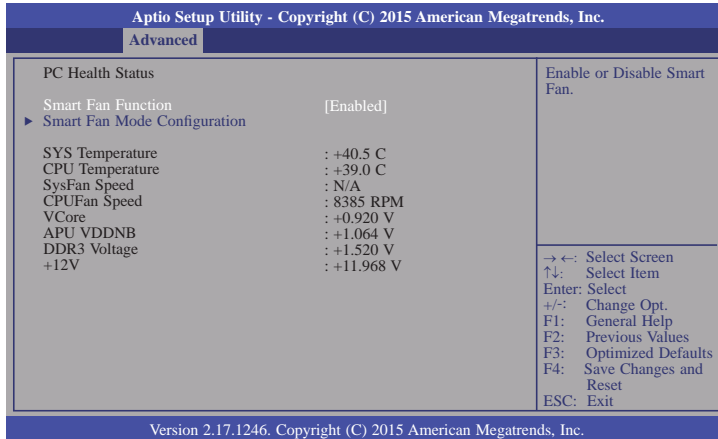 Aptio Setup Utility - Copyright (C) 2015 American Megatrends, Inc.
Advanced
PC Health Status
Smart Fan Function [Enabled]
▶ Smart Fan Mode Configuration
SYS Temperature : +40.5 C
CPU Temperature : +39.0 C
SysFan Speed : N/A
CPUFan Speed : 8385 RPM
VCore : +0.920 V
APU VDDNB : +1.064 V
DDR3 Voltage : +1.520 V
+12V : +11.968 V
Enable or Disable Smart
Fan.
→ ←: Select Screen
↑↓: Select Item
Enter: Select
+/-: Change Opt.
F1: General Help
F2: Previous Values
F3: Optimized Defaults
F4: Save Changes and
Reset
ESC: Exit
Version 2.17.1246. Copyright (C) 2015 American Megatrends, Inc.